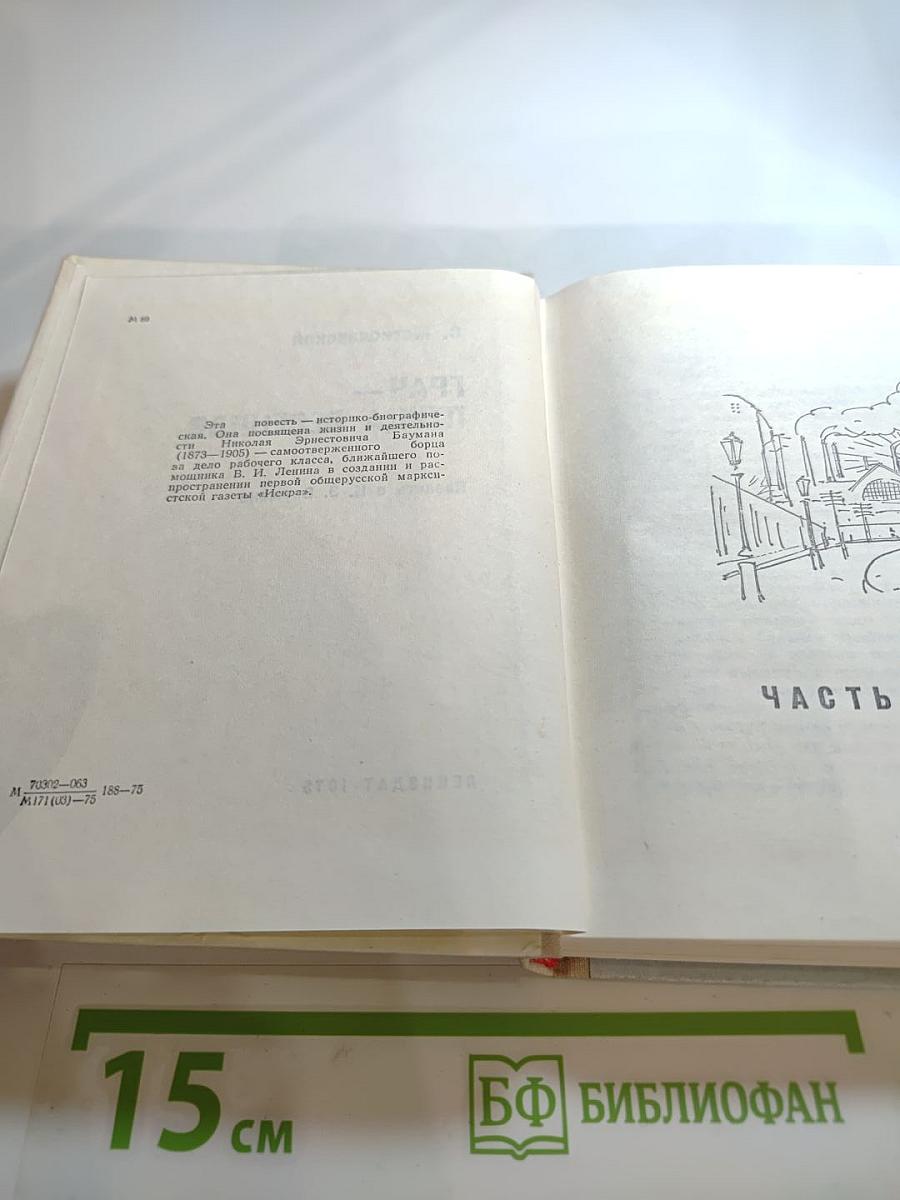 Эта повесть — историко-биографиче-
ская. Она посвящена жизни и деятельно-
сти Николая Эрнестовича Баумана
(1873—1905) — самоотверженного борца
за дело рабочего класса, ближайшего по-
мощника В. И. Ленина в создании и рас-
пространении первой общерусской маркси-
стской газеты «Искра».
М 70302—063
М171(03)—75 188—75
ЧАСТЬ
15 см
БФ БИБЛИОФАН